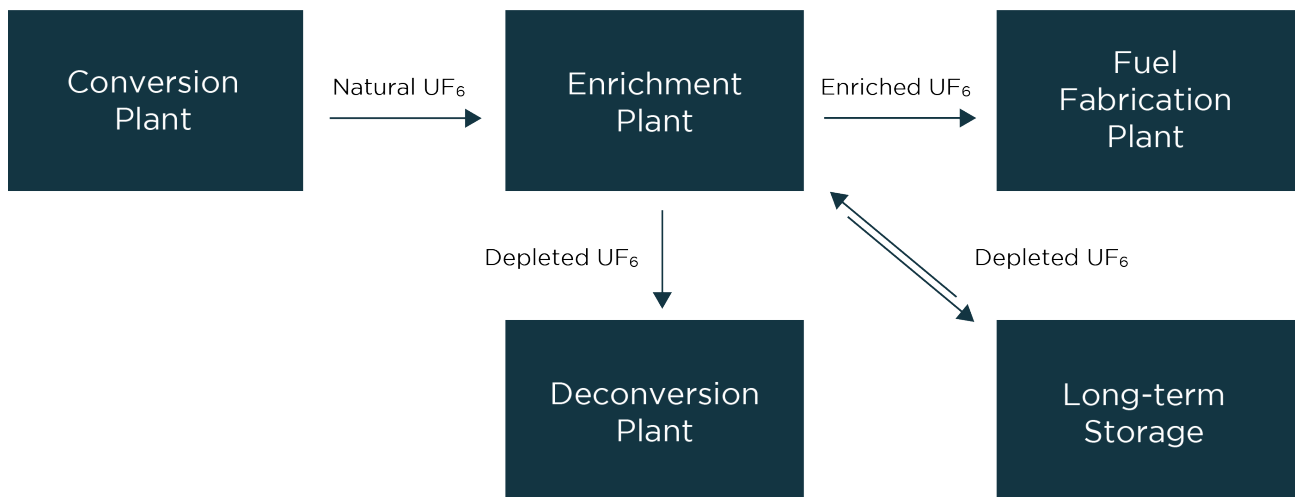 Conversion
Plant
Natural UF₆
Enrichment
Plant
Enriched UF₆
Fuel
Fabrication
Plant
Depleted UF₆
Depleted UF₆
Deconversion
Plant
Long-term
Storage